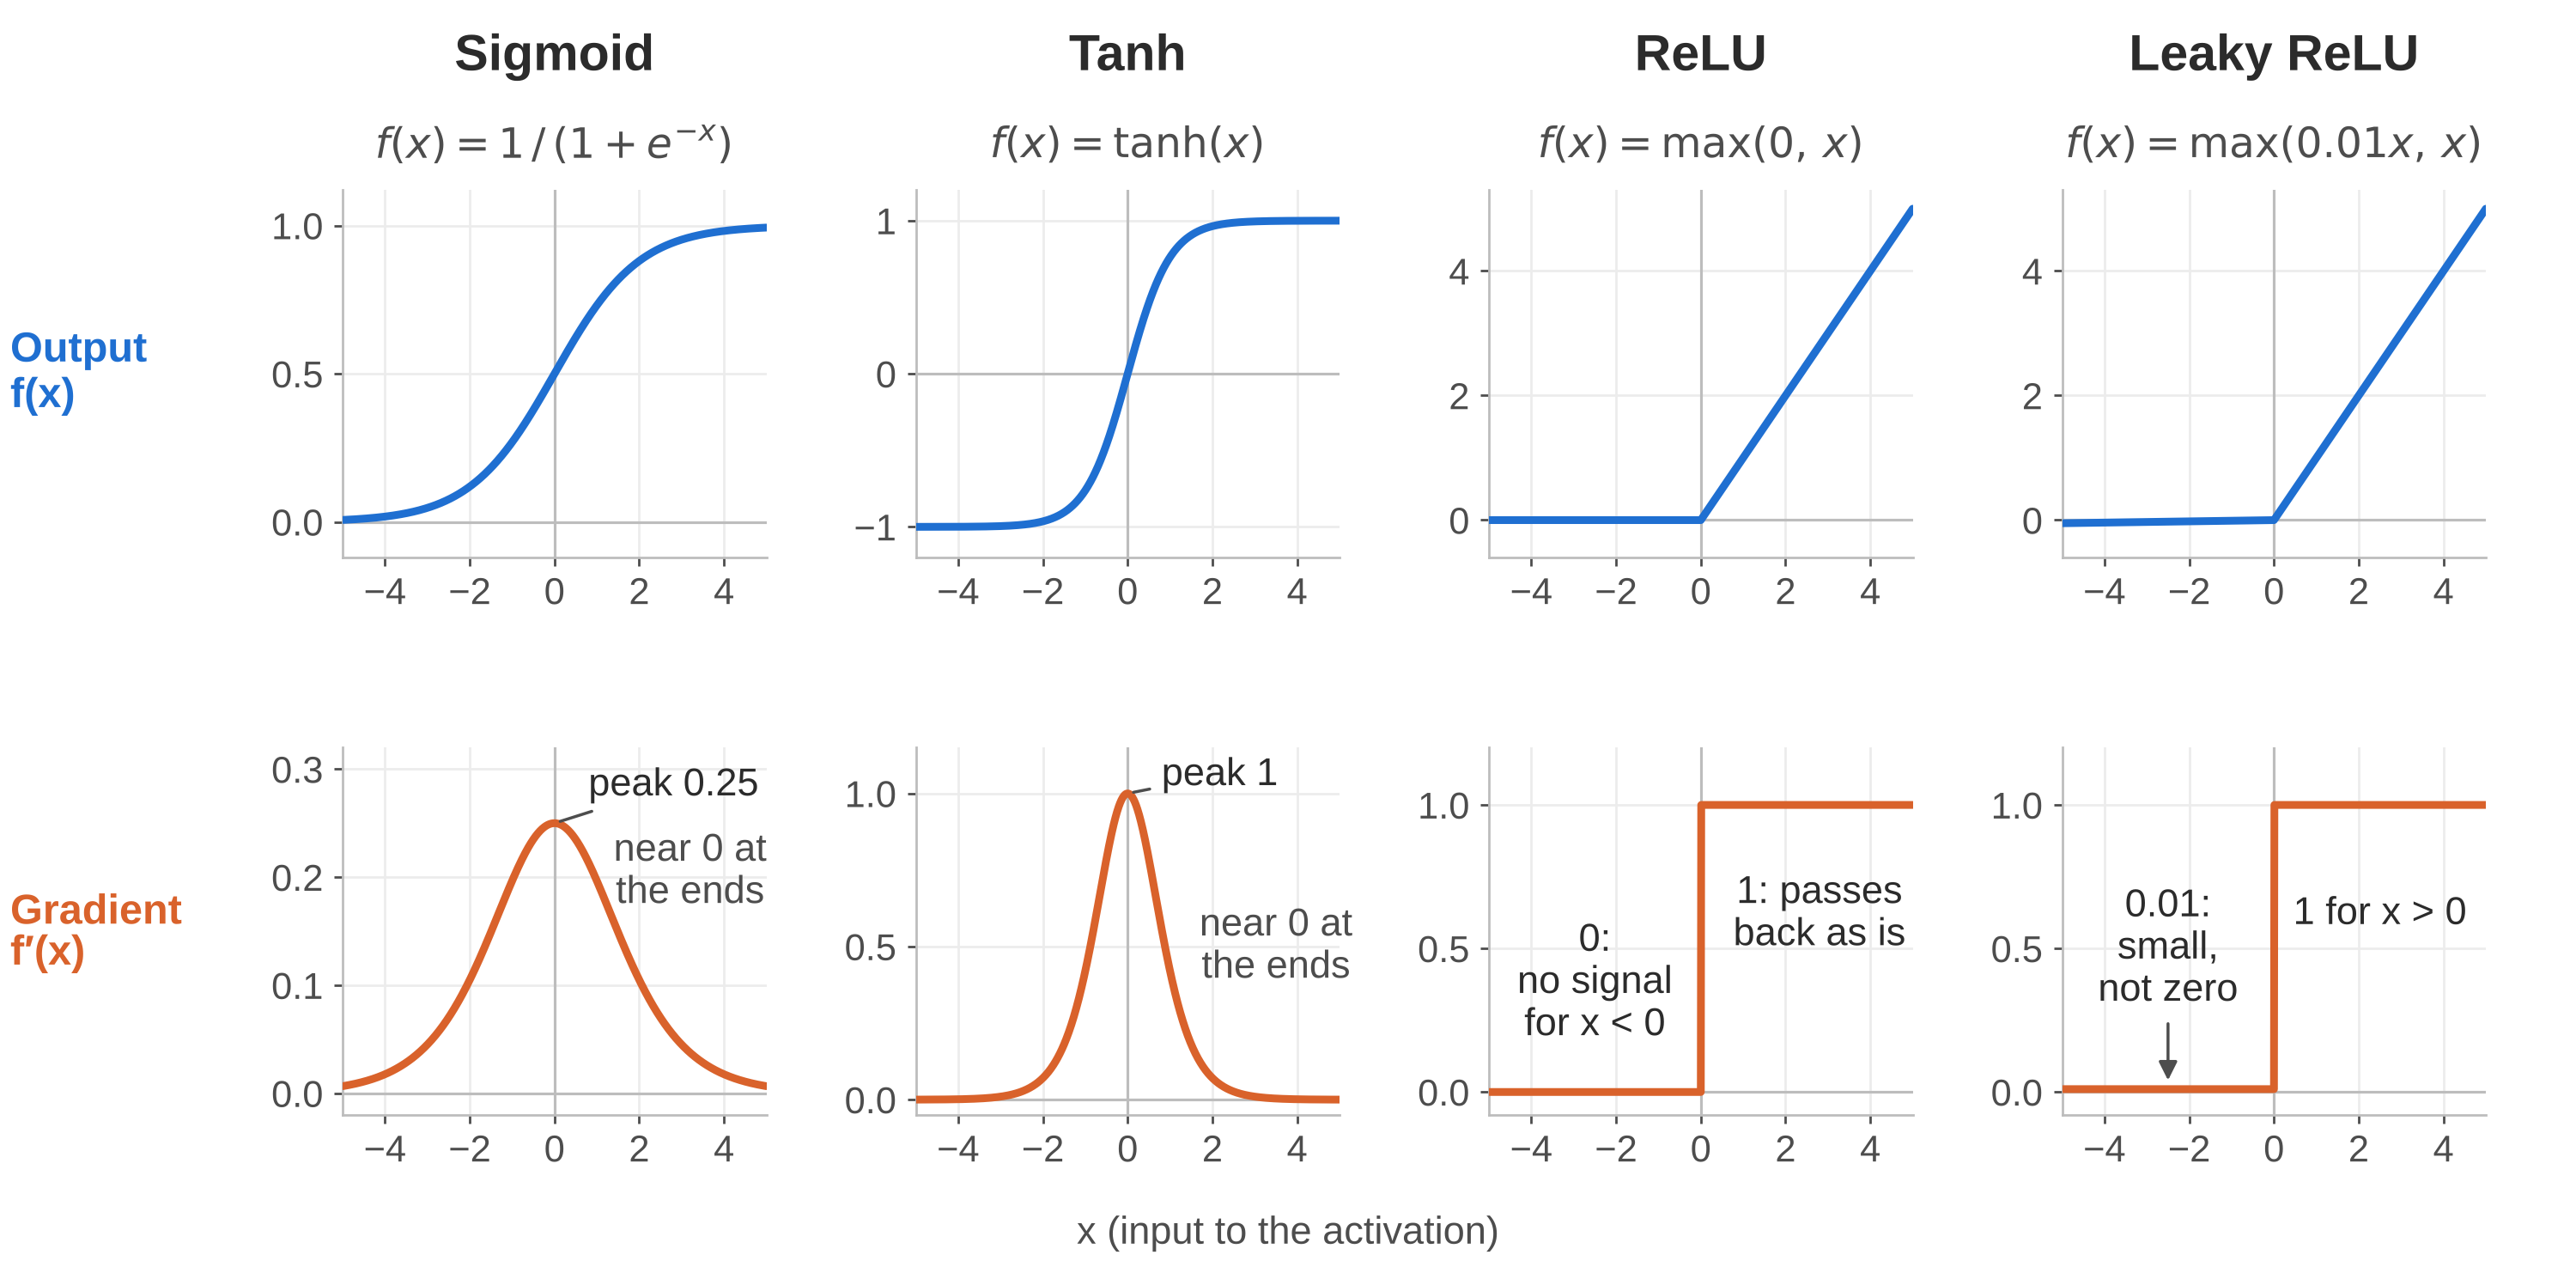 Sigmoid
Tanh
ReLU
Leaky ReLU
f(x) = 1 / (1 + e⁻ˣ)
f(x) = tanh(x)
f(x) = max(0, x)
f(x) = max(0.01x, x)
Output
f(x)
1.0
0.5
0.0
−4 −2 0 2 4
1
0
−1
−4 −2 0 2 4
4
2
0
−4 −2 0 2 4
4
2
0
−4 −2 0 2 4
Gradient
f′(x)
0.3
0.2
0.1
0.0
peak 0.25
near 0 at
the ends
−4 −2 0 2 4
1.0
0.5
0.0
peak 1
near 0 at
the ends
−4 −2 0 2 4
1.0
0.5
0.0
0:
no signal
for x < 0
1: passes
back as is
−4 −2 0 2 4
1.0
0.5
0.0
0.01:
small,
not zero
1 for x > 0
−4 −2 0 2 4
x (input to the activation)